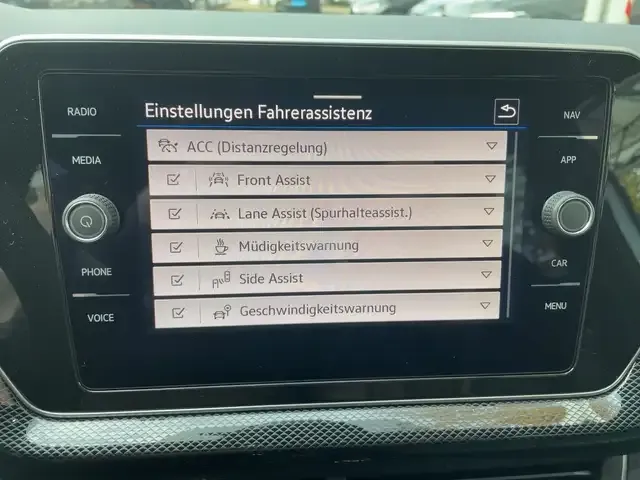 Einstellungen Fahrerassistenz
RADIO
MEDIA
PHONE
VOICE
ACC (Distanzregelung)
Front Assist
Lane Assist (Spurhalteassist.)
Müdigkeitswarnung
Side Assist
Geschwindigkeitswarnung
NAV
APP
CAR
MENU